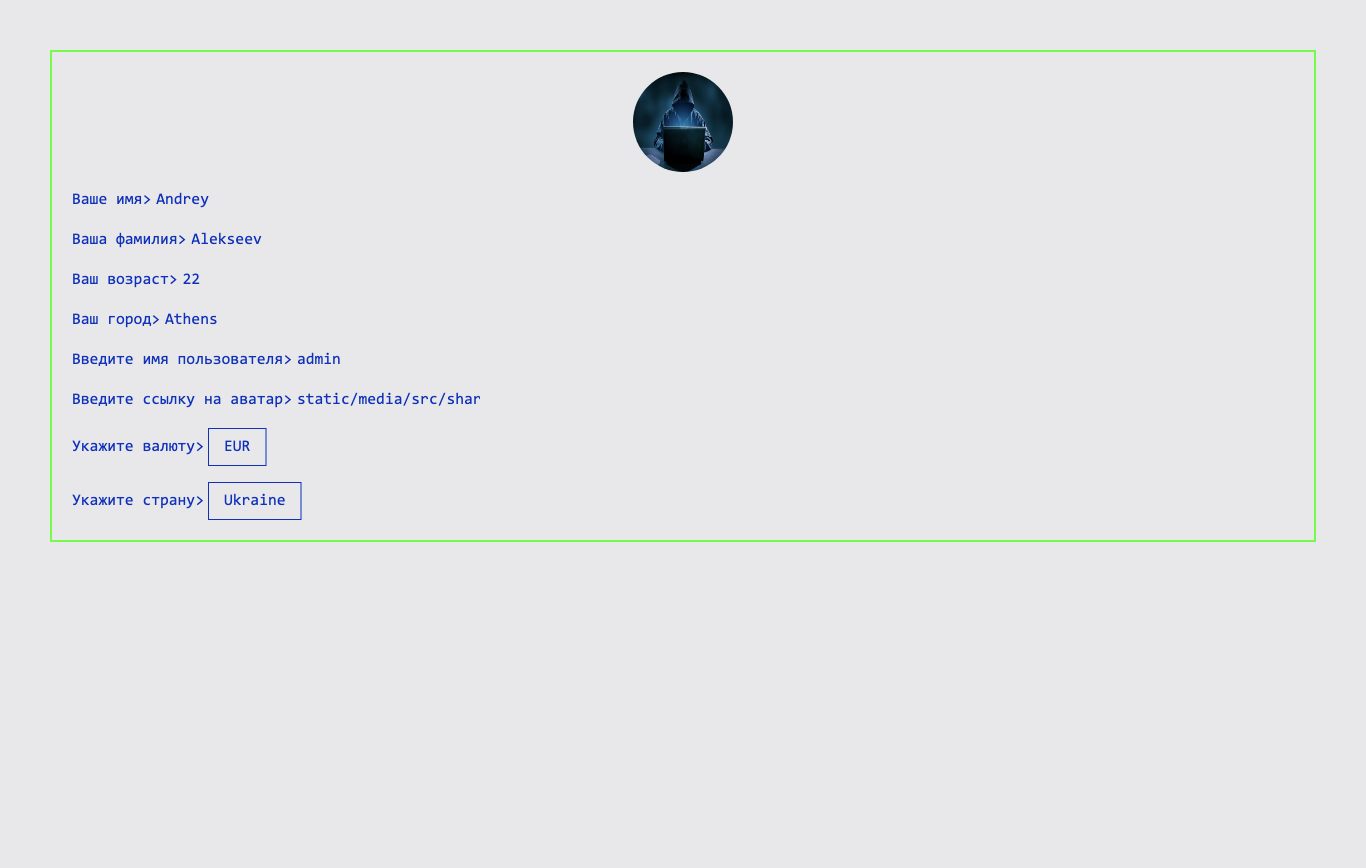 Ваше имя> Andrey
Ваша фамилия> Alekseev
Ваш возраст> 22
Ваш город> Athens
Введите имя пользователя> admin
Введите ссылку на аватар> static/media/src/shar
Укажите валюту> EUR
Укажите страну> Ukraine